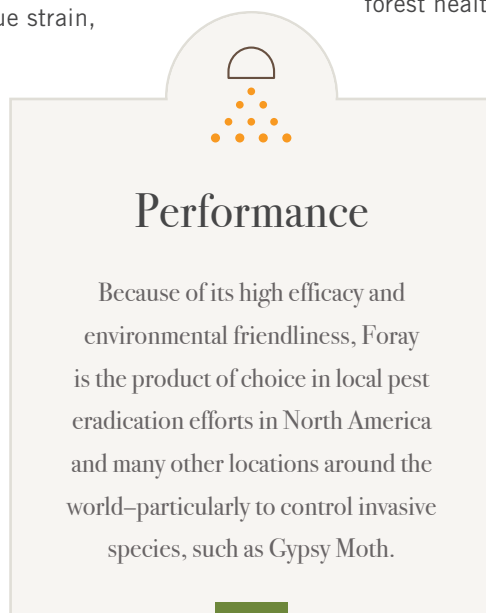 strain,
forest
Performance
Because of its high efficacy and
environmental friendliness, Foray
is the product of choice in local pest
eradication efforts in North America
and many other locations around the
world–particularly to control invasive
species, such as Gypsy Moth.